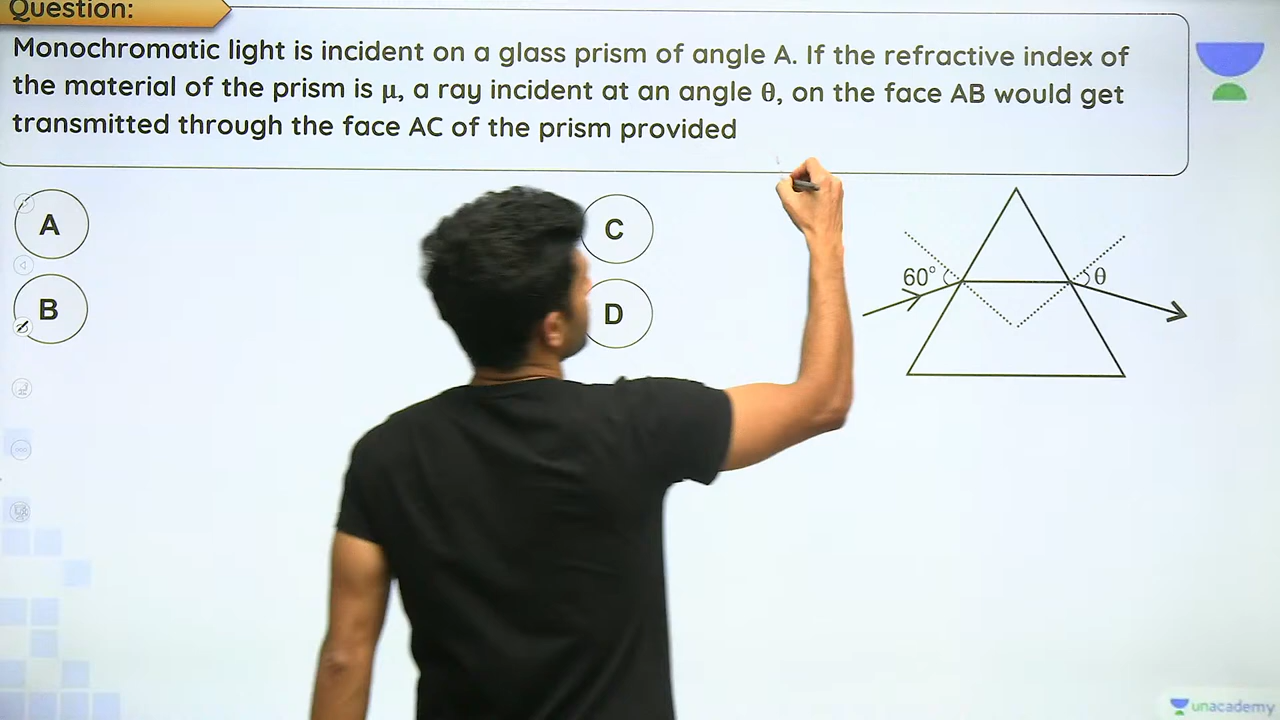 Question:
Monochromatic light is incident on a glass prism of angle A. If the refractive index of
the material of the prism is μ, a ray incident at an angle θ, on the face AB would get
transmitted through the face AC of the prism provided
A
C
B
D
60°
θ
unacademy